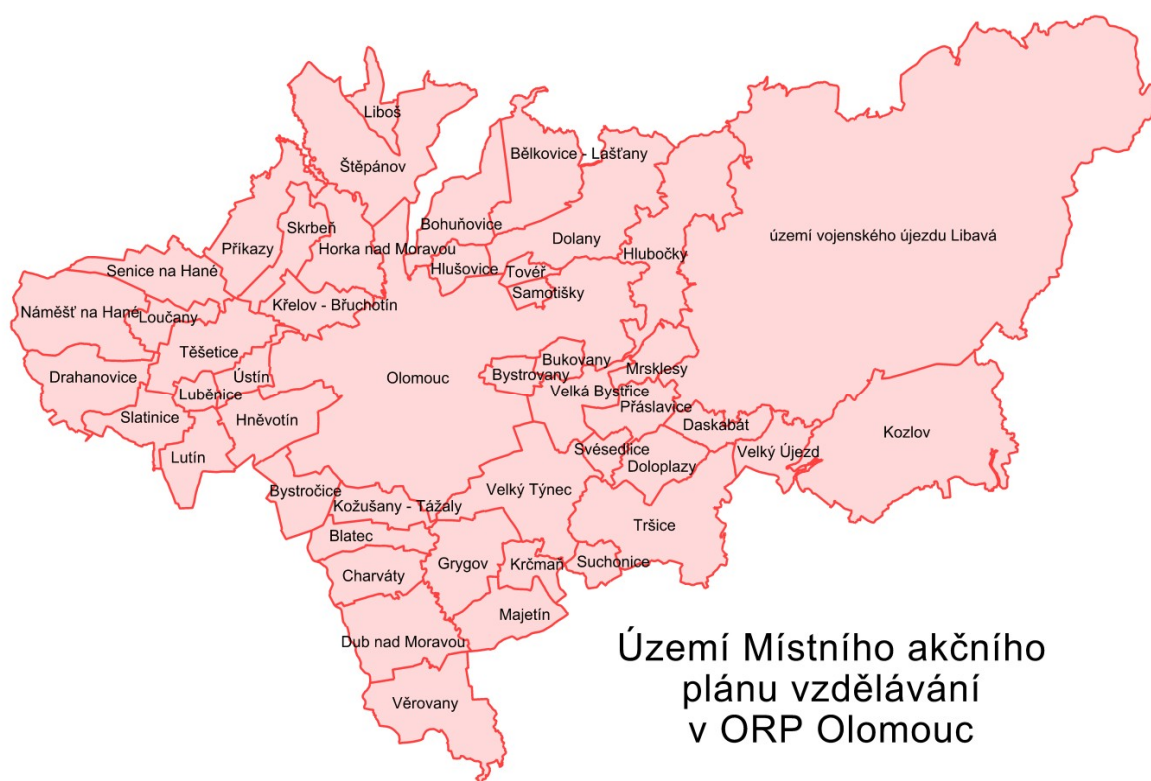 Liboš
Štěpánov
Bělkovice - Lašťany
Skrbeň
Bohuňovice
Příkazy
Horka nad Moravou
Dolany
území vojenského újezdu Libavá
Hlubočky
Senice na Hané
Hlušovice
Tovéř
Samotišky
Křelov - Břuchotín
Náměšť na Hané
Loučany
Těšetice
Bukovany
Mrsklesy
Drahanovice
Ústín
Olomouc
Bystrovany
Velká Bystřice
Luběnice
Přáslavice
Slatinice
Hněvotín
Daskabát
Kozlov
Svésedlice
Velký Újezd
Lutín
Doloplazy
Bystročice
Velký Týnec
Kožušany - Tážaly
Tršice
Blatec
Grygov
Krčmaň
Suchonice
Charváty
Majetín
Dub nad Moravou
Věrovany
Území Místního akčního
plánu vzdělávání
v ORP Olomouc